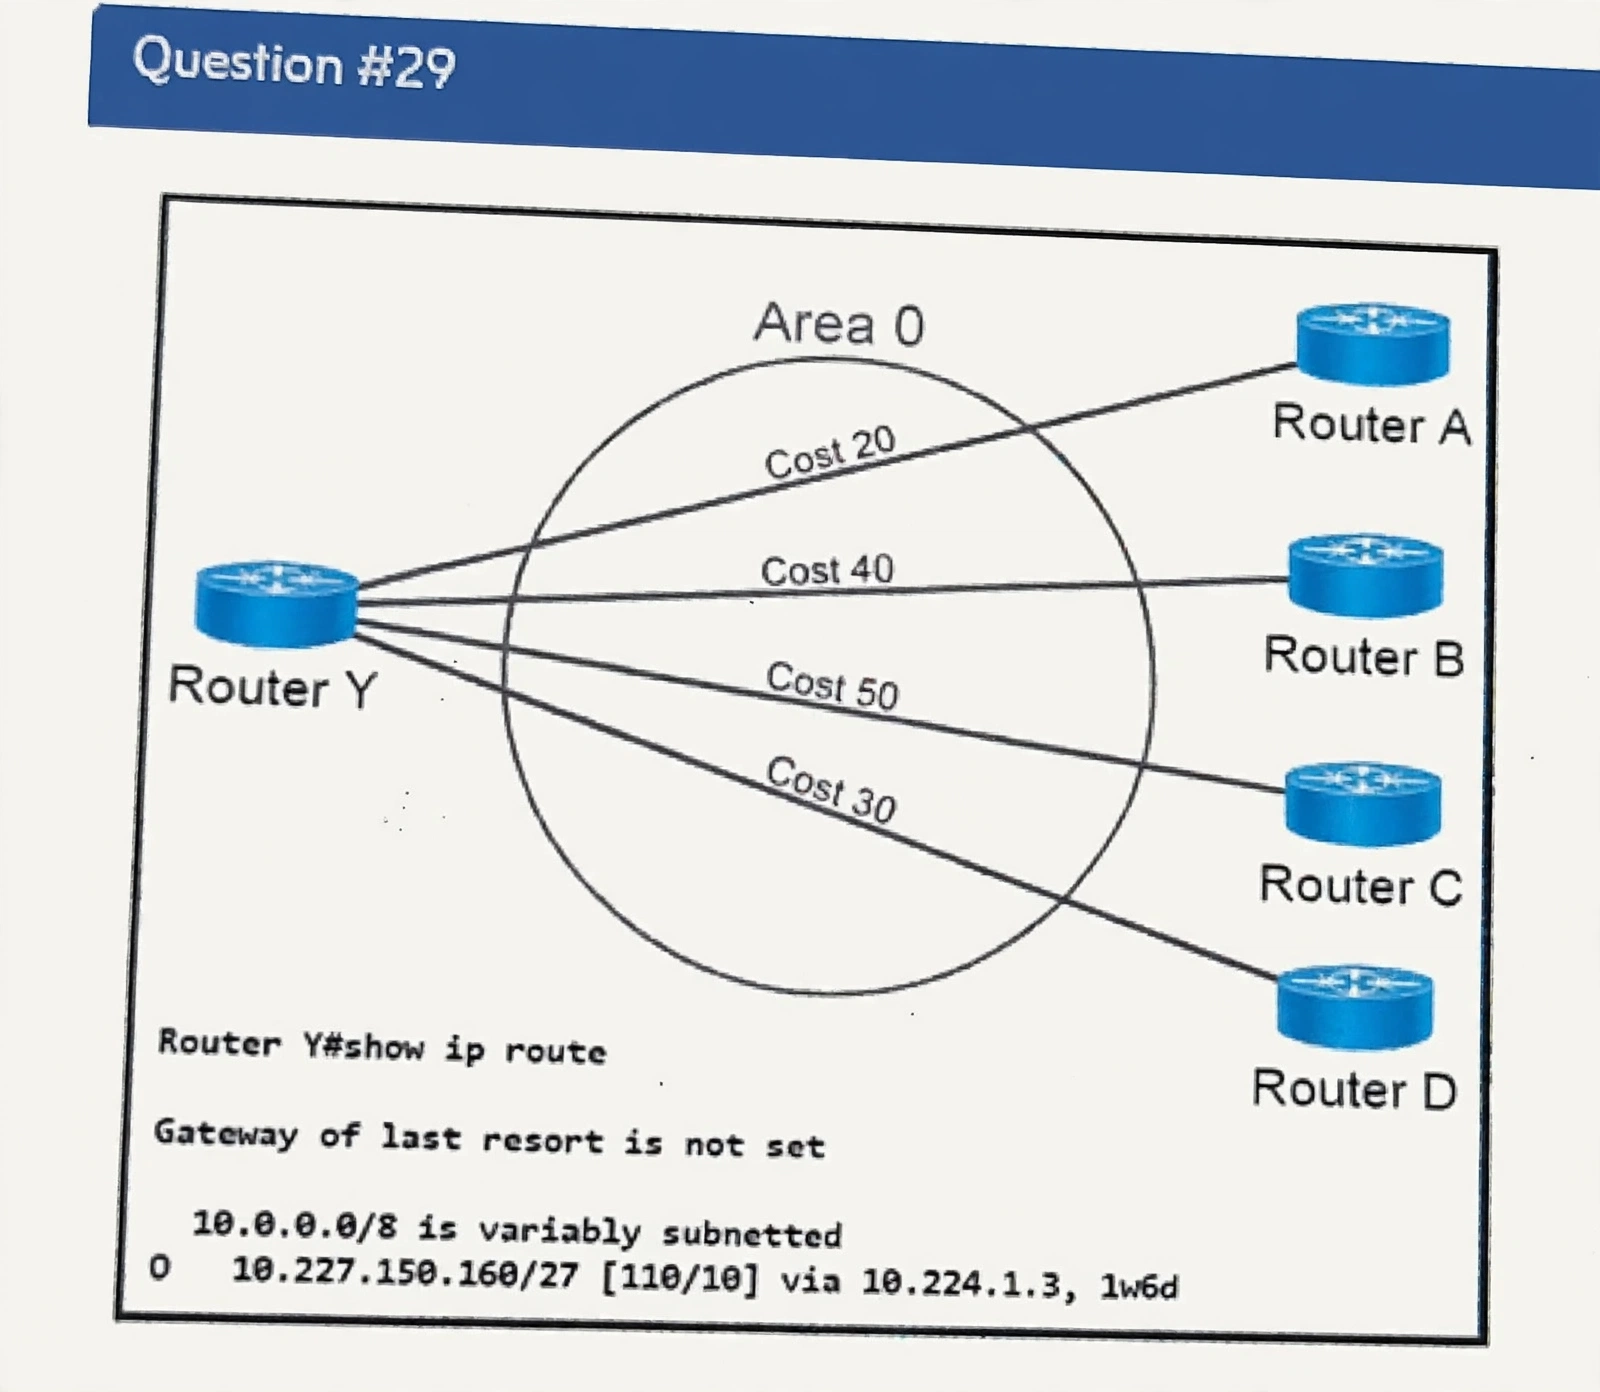 Question #29
Area 0
Router A
Cost 20
Cost 40
Router B
Router Y
Cost 50
Cost 30
Router C
Router D
Router Y#show ip route
Gateway of last resort is not set
10.0.0.0/8 is variably subnetted
O 10.227.150.160/27 [110/10] via 10.224.1.3, 1w6d